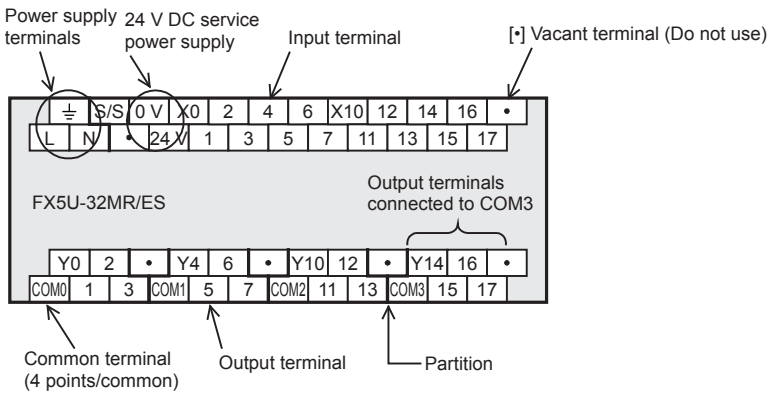 Power supply
terminals
24 V DC service
power supply
Input terminal
[•] Vacant terminal (Do not use)
⏚ S/S 0 V X0 2 4 6 X10 12 14 16 •
L N • 24 V 1 3 5 7 11 13 15 17
FX5U-32MR/ES
Output terminals
connected to COM3
Y0 2 • Y4 6 • Y10 12 • Y14 16 •
COM0 1 3 COM1 5 7 COM2 11 13 COM3 15 17
Common terminal
(4 points/common)
Output terminal
Partition